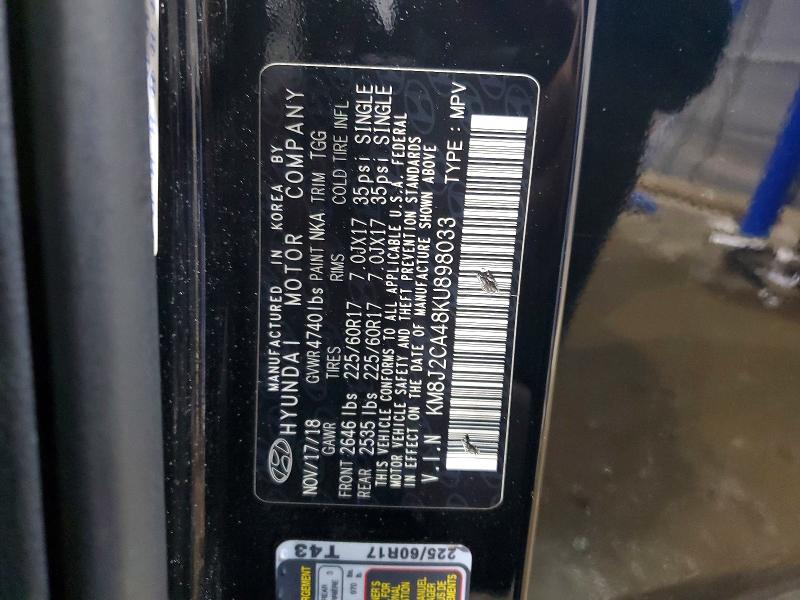 MANUFACTURED IN KOREA BY
HYUNDAI MOTOR COMPANY
NOV/17/18 GVWR 4740 lbs PAINT NKA TRIM TGG
GAWR TIRES RIMS COLD TIRE INFL
FRONT 2646 lbs 225/60R17 7.0JX17 35psi SINGLE
REAR 2535 lbs 225/60R17 7.0JX17 35psi SINGLE
THIS VEHICLE CONFORMS TO ALL APPLICABLE U.S.A. FEDERAL
MOTOR VEHICLE SAFETY AND THEFT PREVENTION STANDARDS
IN EFFECT ON THE DATE OF MANUFACTURE SHOWN ABOVE
V.I.N KM8J2CA48KU898033 TYPE : MPV
T43
225/60R17